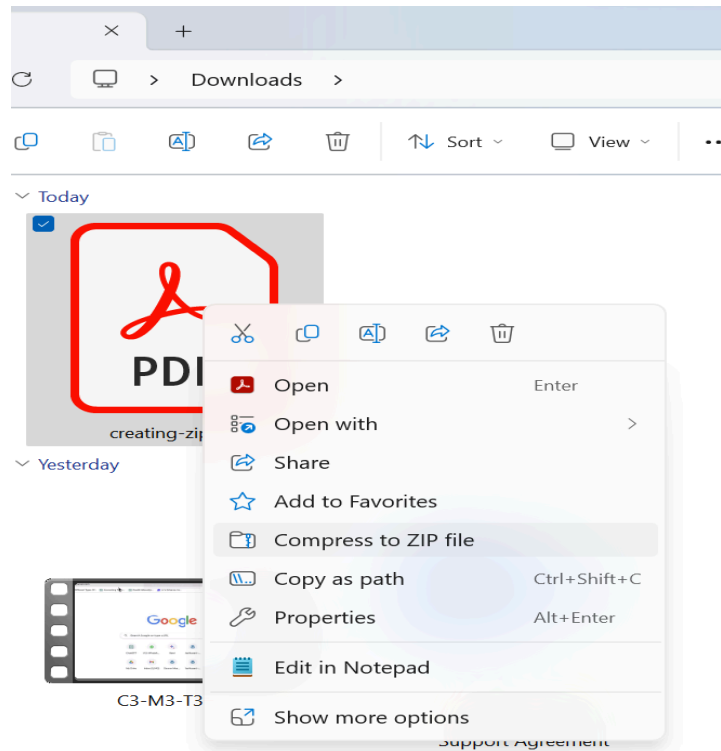 Downloads
Sort
View
Today
PDF
creating-zip
Open Enter
Open with
Share
Add to Favorites
Compress to ZIP file
Copy as path Ctrl+Shift+C
Properties Alt+Enter
Edit in Notepad
Show more options
Yesterday
Google
C3-M3-T3
Support Agreement